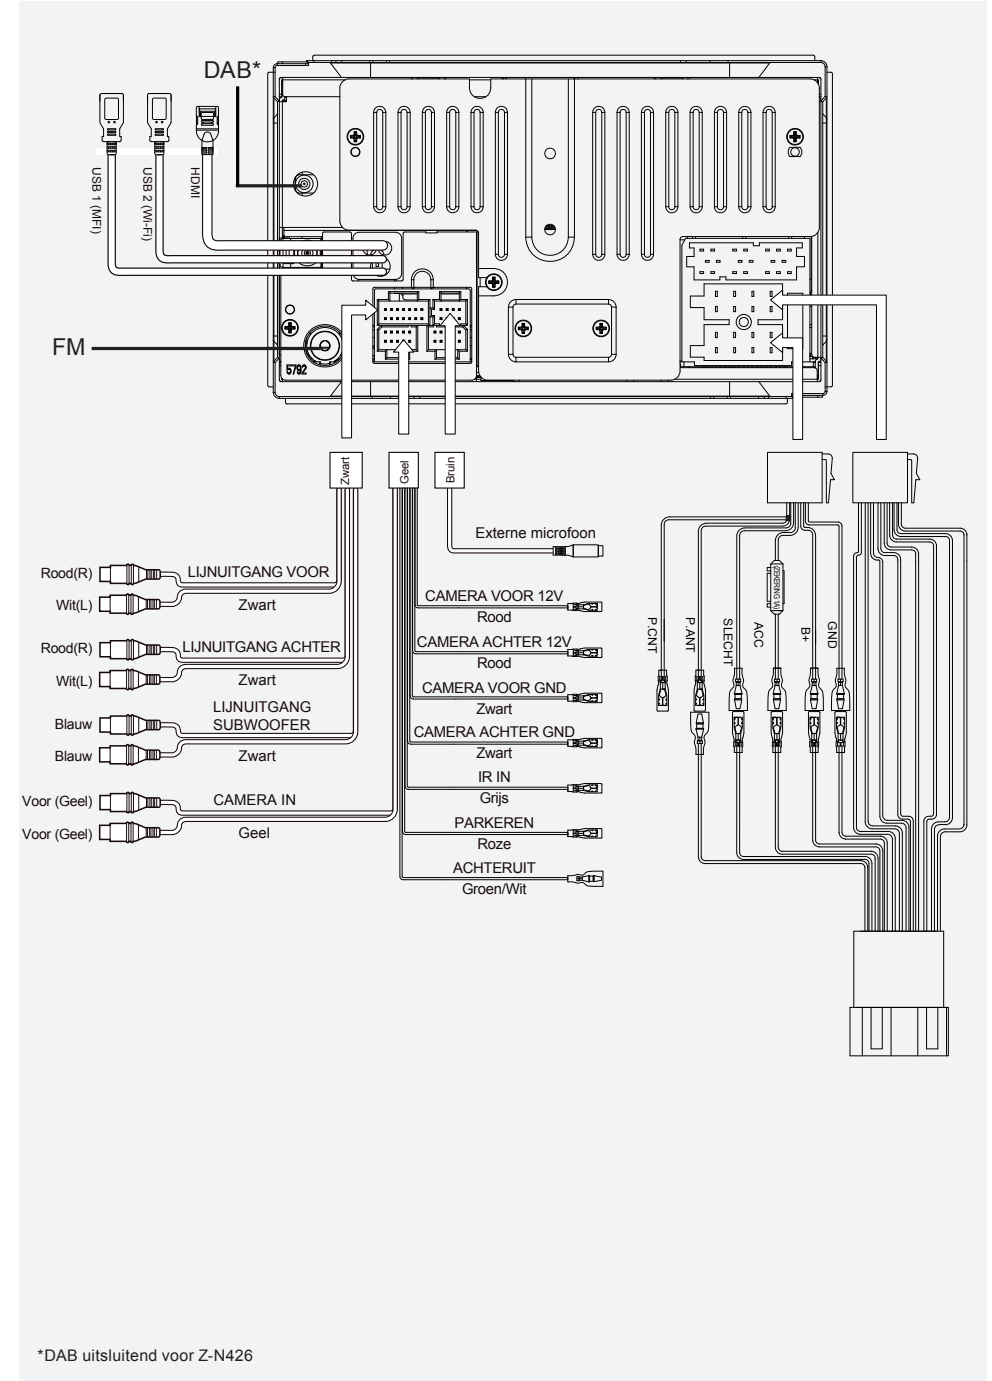 DAB*
USB 1 (MFI)
USB 2 (Wi-Fi)
HDMI
FM
5792
Zwart
Geel
Bruin
Externe microfoon
Rood(R)
LIJNUITGANG VOOR
Wit(L)
Zwart
Rood(R)
LIJNUITGANG ACHTER
Wit(L)
Zwart
Blauw
LIJNUITGANG
SUBWOOFER
Blauw
Zwart
Voor (Geel)
CAMERA IN
Voor (Geel)
Geel
CAMERA VOOR 12V
Rood
CAMERA ACHTER 12V
Rood
CAMERA VOOR GND
Zwart
CAMERA ACHTER GND
Zwart
IR IN
Grijs
PARKEREN
Roze
ACHTERUIT
Groen/Wit
P.CNT
P.ANT
SLECHT
ACC
ZEKERING 1A
B+
GND
*DAB uitsluitend voor Z-N426